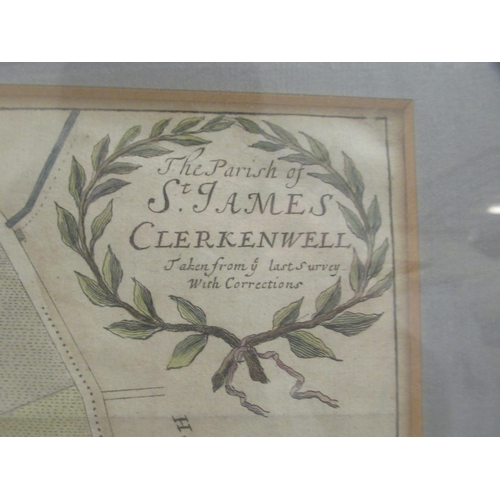 The Parish of
St. JAMES
CLERKENWELL
Taken from ye last Survey
With Corrections
H